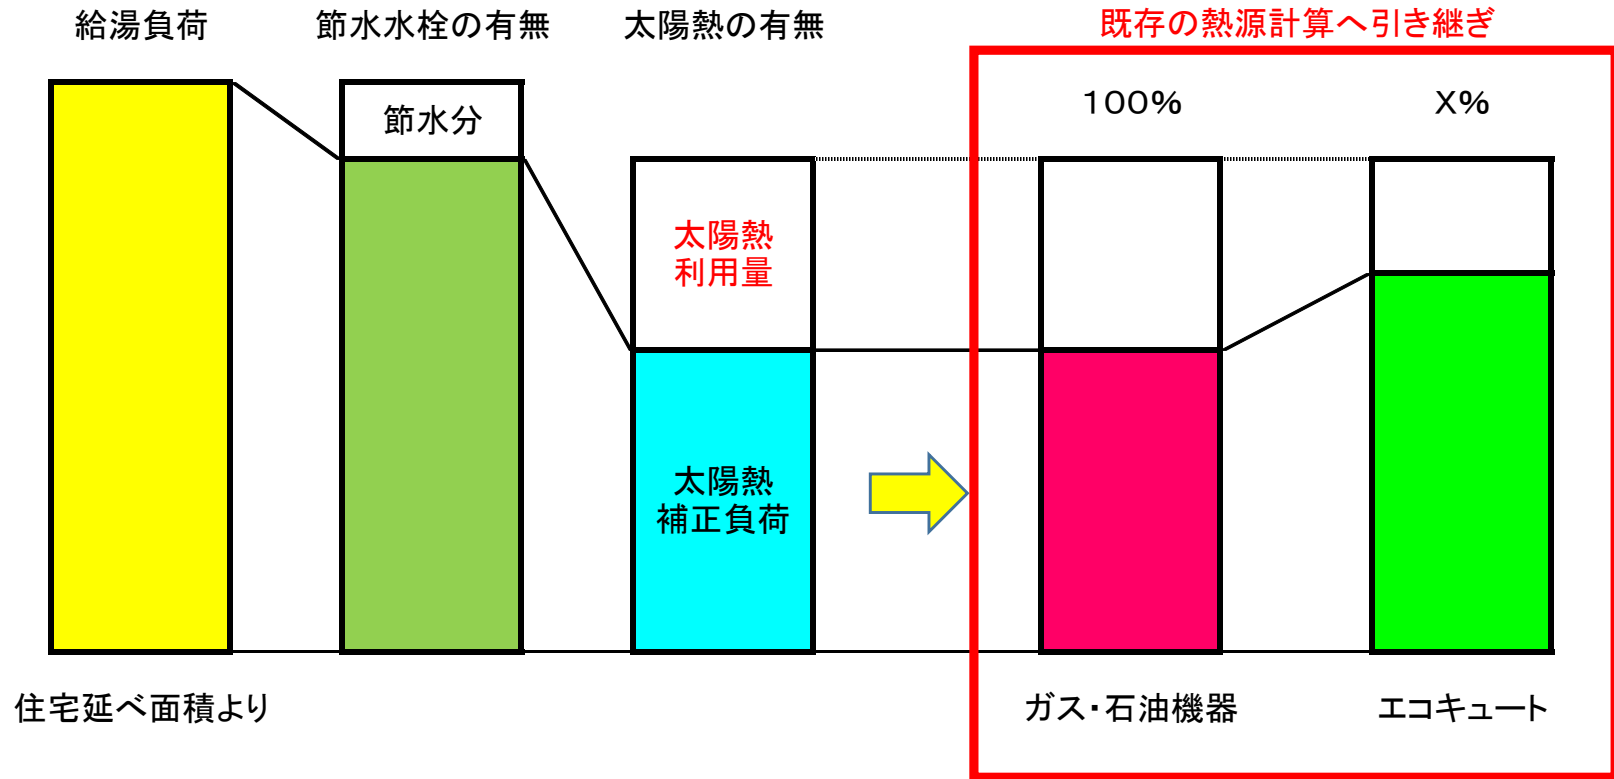 給湯負荷
節水水栓の有無
太陽熱の有無
既存の熱源計算へ引き継ぎ
節水分
100%
X%
太陽熱
利用量
太陽熱
補正負荷
住宅延べ面積より
ガス・石油機器
エコキュート